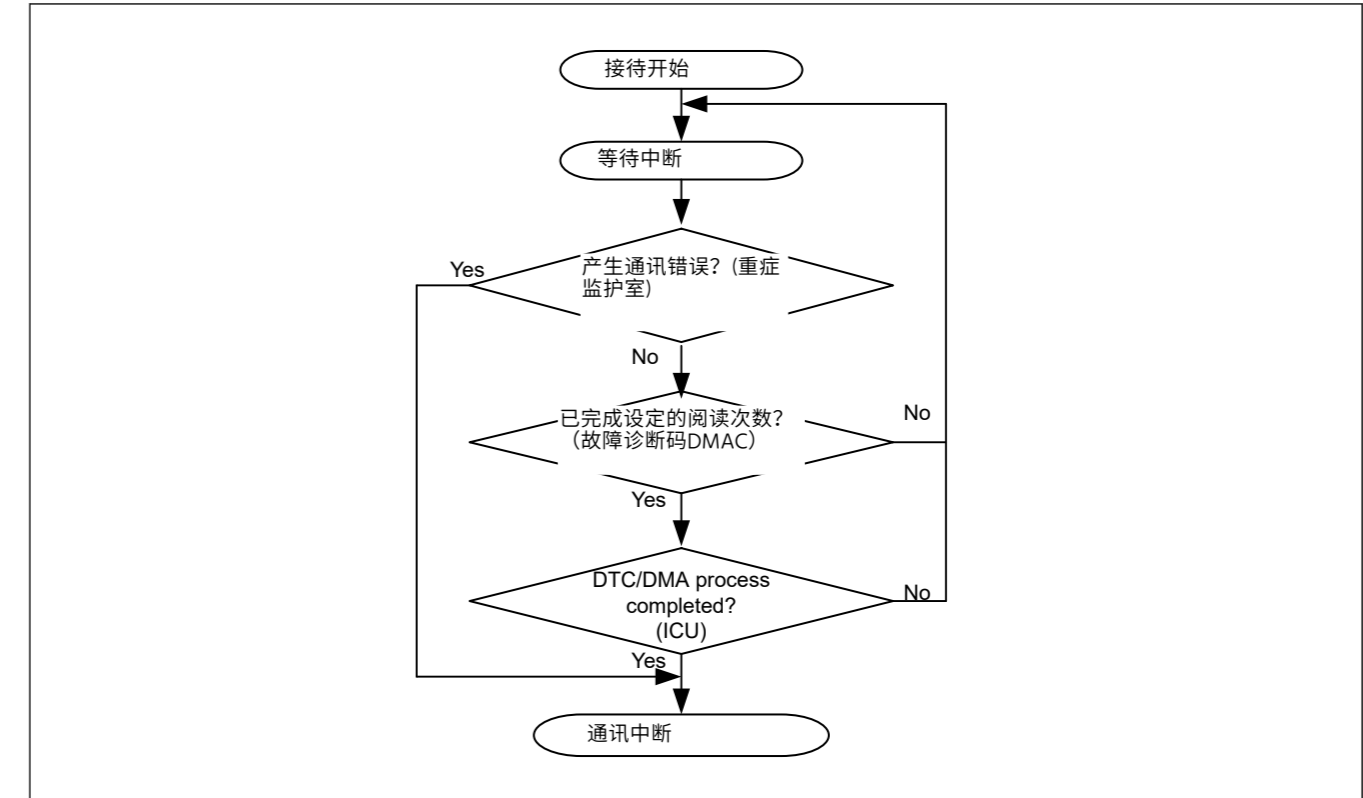 接待开始
等待中断
产生通讯错误？(重症
监护室)
Yes
No
已完成设定的阅读次数？
（故障诊断码DMAC）
No
Yes
DTC/DMA process
completed?
(ICU)
No
Yes
通讯中断